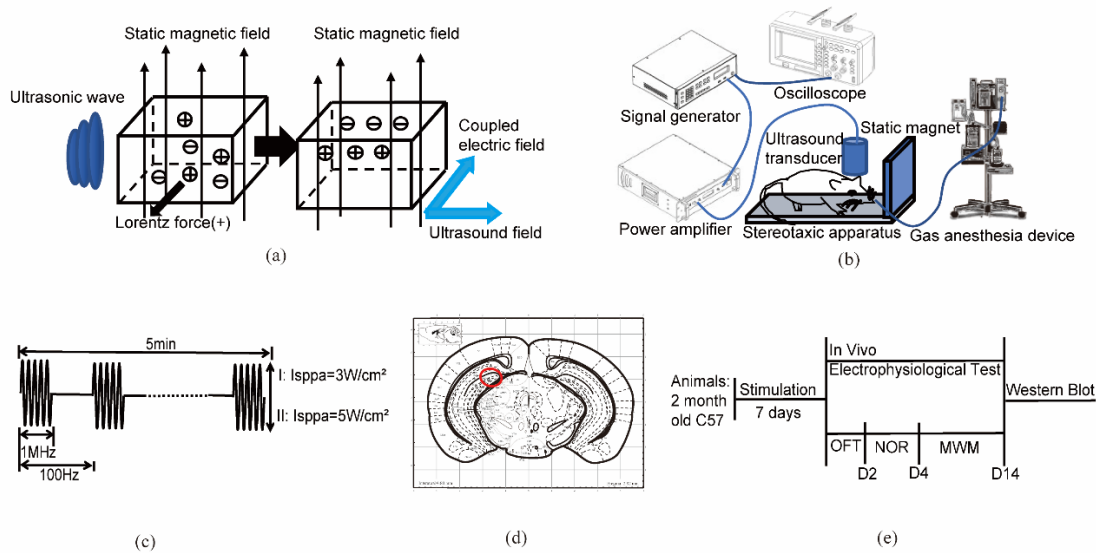 Static magnetic field
Static magnetic field
Ultrasonic wave
Coupled
electric field
Lorentz force(+)
Ultrasound field
(a)
Oscilloscope
Signal generator
Ultrasound
transducer
Static magnet
Power amplifier
Stereotaxic apparatus
Gas anesthesia device
(b)
5min
I: Isppa=3W/cm²
II: Isppa=5W/cm²
1MHz
100Hz
(c)
(d)
In Vivo
Electrophysiological Test
Animals:
2 month
old C57
Stimulation
7 days
Western Blot
OFT
NOR
MWM
D2
D4
D14
(e)